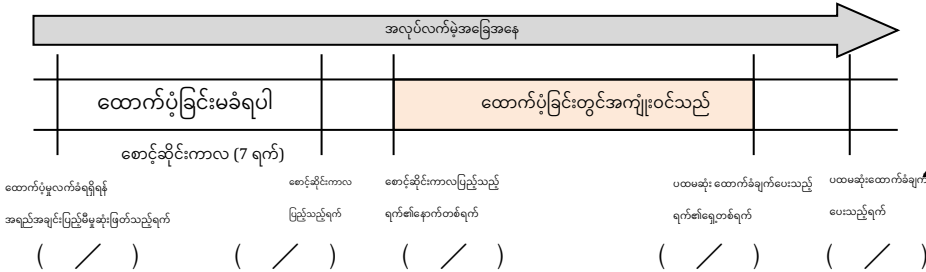 အလုပ်လက်မဲ့အခြေအနေ
ထောက်ပံ့ခြင်းမခံရပါ
ထောက်ပံ့ခြင်းတွင်အကျုံးဝင်သည်
စောင့်ဆိုင်းကာလ (7 ရက်)
ထောက်ပံ့မှုလက်ခံရရှိရန်
အရည်အချင်းပြည့်မီမှုဆုံးဖြတ်သည့်ရက်
စောင့်ဆိုင်းကာလ
ပြည့်သည့်ရက်
စောင့်ဆိုင်းကာလပြည့်သည့်
ရက်၏နောက်တစ်ရက်
ပထမဆုံး ထောက်ခံချက်ပေးသည့်
ရက်၏ရှေ့တစ်ရက်
ပထမဆုံးထောက်ခံချက်
ပေးသည့်ရက်
( / ) ( / ) ( / ) ( / ) ( / )